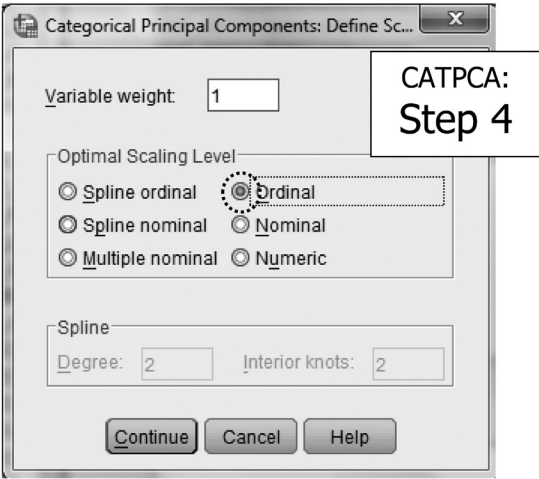 Categorical Principal Components: Define Sc...
x
CATPCA:
Step 4
Variable weight: 1
Optimal Scaling Level
Spline ordinal Ordinal
Spline nominal Nominal
Multiple nominal Numeric
Spline
Degree: 2 Interior knots: 2
Continue Cancel Help